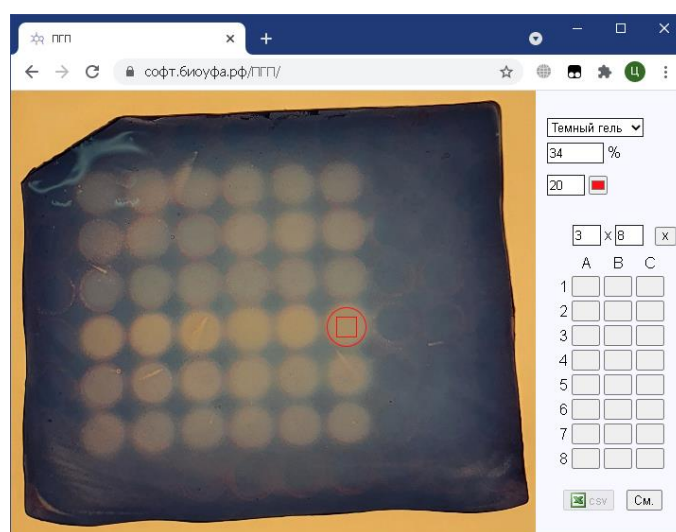 ПГП
софт.биоуфа.рф/ПГП/
Ц
Темный гель
34 %
20
3 x 8 x
A B C
1
2
3
4
5
6
7
8
csv См.